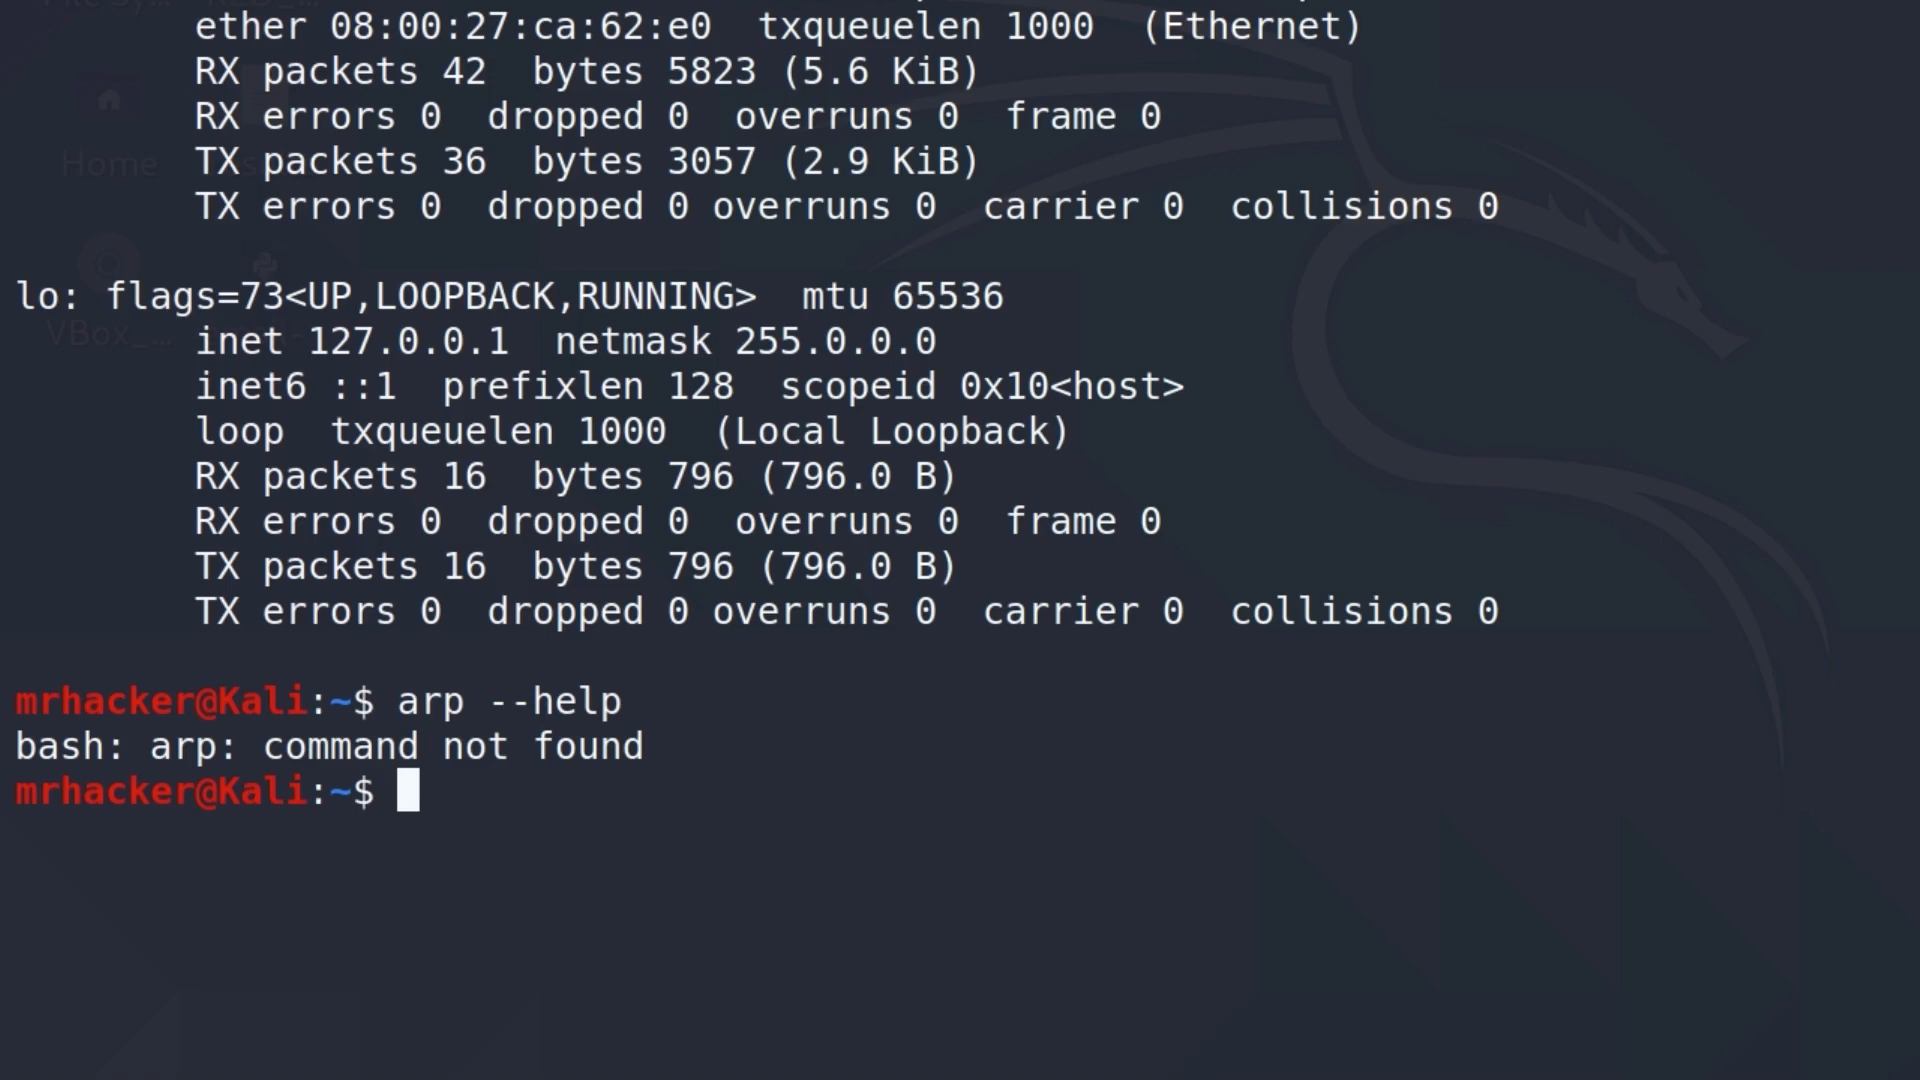 File Sy...
ether 08:00:27:ca:62:e0  txqueuelen 1000  (Ethernet)
RX packets 42  bytes 5823 (5.6 KiB)
RX errors 0  dropped 0  overruns 0  frame 0
Home
TX packets 36  bytes 3057 (2.9 KiB)
TX errors 0  dropped 0 overruns 0  carrier 0  collisions 0
lo: flags=73<UP,LOOPBACK,RUNNING>  mtu 65536
VBox_...
inet 127.0.0.1  netmask 255.0.0.0
inet6 ::1  prefixlen 128  scopeid 0x10<host>
loop  txqueuelen 1000  (Local Loopback)
RX packets 16  bytes 796 (796.0 B)
RX errors 0  dropped 0  overruns 0  frame 0
TX packets 16  bytes 796 (796.0 B)
TX errors 0  dropped 0 overruns 0  carrier 0  collisions 0
mrhacker@Kali:~$ arp --help
bash: arp: command not found
mrhacker@Kali:~$